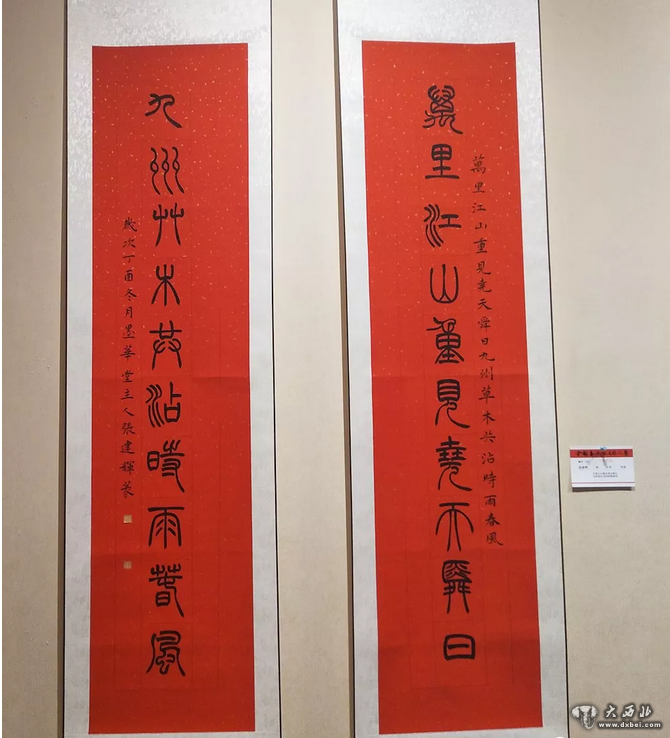 萬里江山重見堯天舜日
萬里江山重見堯天舜日九州草木共沾時雨春風
九州艸木共沾時雨春風
歲次丁酉冬月墨華堂主人張建輝篆
大西北
www.dxbei.com